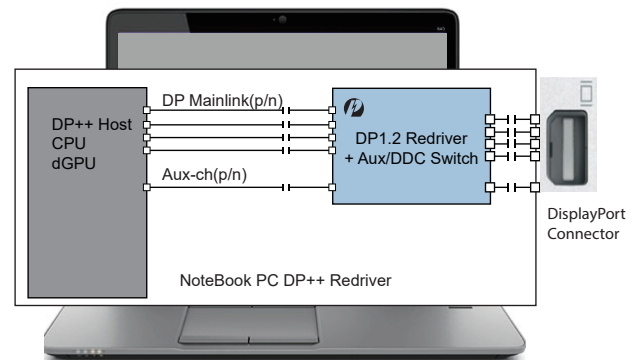 DP Mainlink(p/n)
DP++ Host
CPU
dGPU
DP1.2 Redriver
+ Aux/DDC Switch
Aux-ch(p/n)
DisplayPort
Connector
NoteBook PC DP++ Redriver